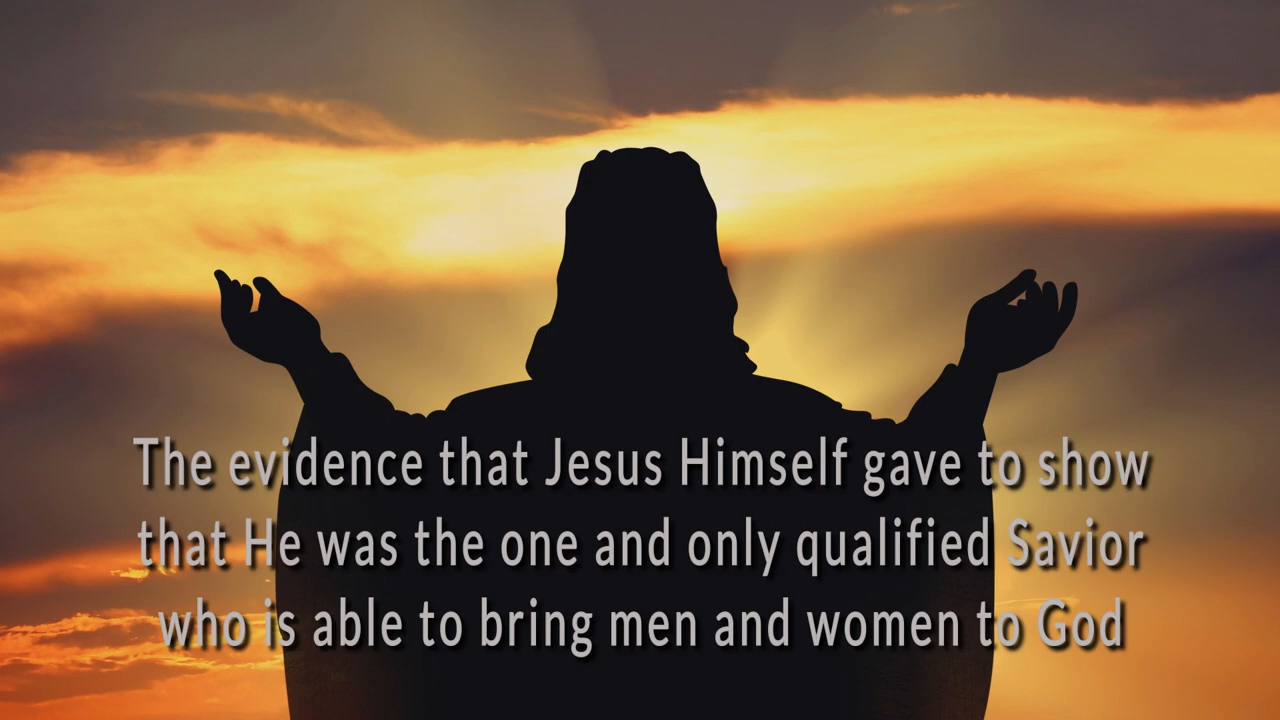 The evidence that Jesus Himself gave to show
that He was the one and only qualified Savior
who is able to bring men and women to God